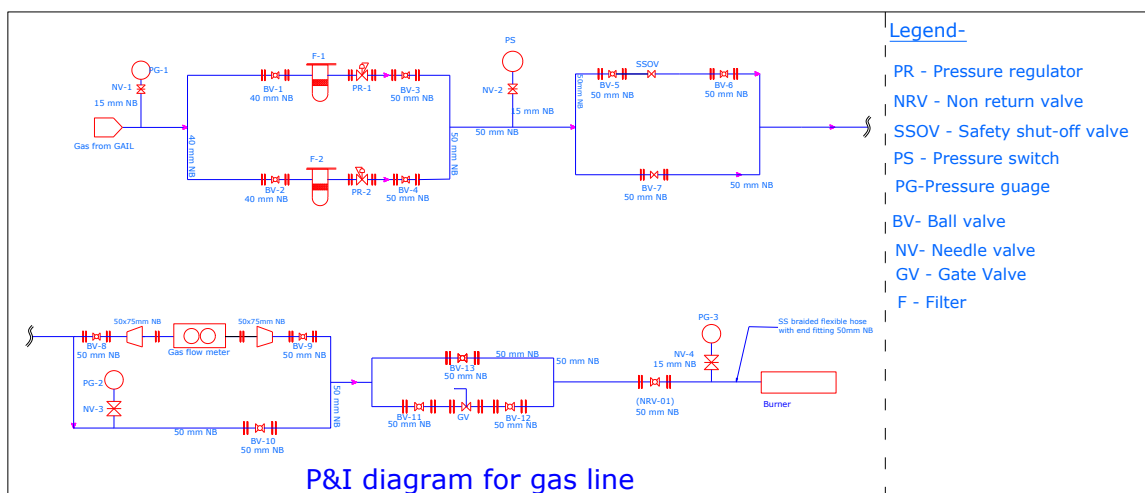 Legend-
PR - Pressure regulator
NRV - Non return valve
SSOV - Safety shut-off valve
PS - Pressure switch
PG-Pressure guage
BV- Ball valve
NV- Needle valve
GV - Gate Valve
F - Filter
PG-1
NV-1
15 mm NB
Gas from GAIL
40 mm NB
F-1
BV-1
40 mm NB
PR-1
BV-3
50 mm NB
F-2
BV-2
40 mm NB
PR-2
BV-4
50 mm NB
50 mm NB
PS
NV-2
15 mm NB
50 mm NB
50mm NB
SSOV
BV-5
50 mm NB
BV-6
50 mm NB
BV-7
50 mm NB
50 mm NB
50x75mm NB
50x75mm NB
BV-8
50 mm NB
Gas flow meter
BV-9
50 mm NB
PG-2
NV-3
50 mm NB
BV-10
50 mm NB
50 mm NB
BV-13
50 mm NB
50 mm NB
50 mm NB
BV-11
50 mm NB
GV
BV-12
50 mm NB
(NRV-01)
50 mm NB
PG-3
NV-4
15 mm NB
SS braided flexible hose
with end fitting 50mm NB
Burner
P&I diagram for gas line